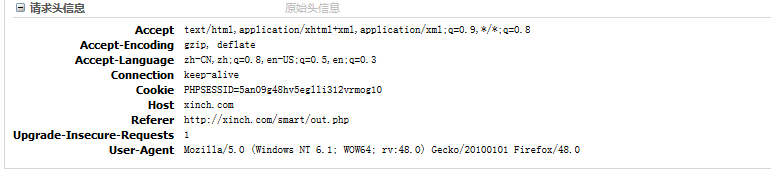 请求头信息 原始头信息
Accept text/html,application/xhtml+xml,application/xml;q=0.9,*/*;q=0.8
Accept-Encoding gzip, deflate
Accept-Language zh-CN,zh;q=0.8,en-US;q=0.5,en;q=0.3
Connection keep-alive
Cookie PHPSESSID=5an09g48hv5eglli312vrmog10
Host xinch.com
Referer http://xinch.com/smart/out.php
Upgrade-Insecure-Requests 1
User-Agent Mozilla/5.0 (Windows NT 6.1; WOW64; rv:48.0) Gecko/20100101 Firefox/48.0